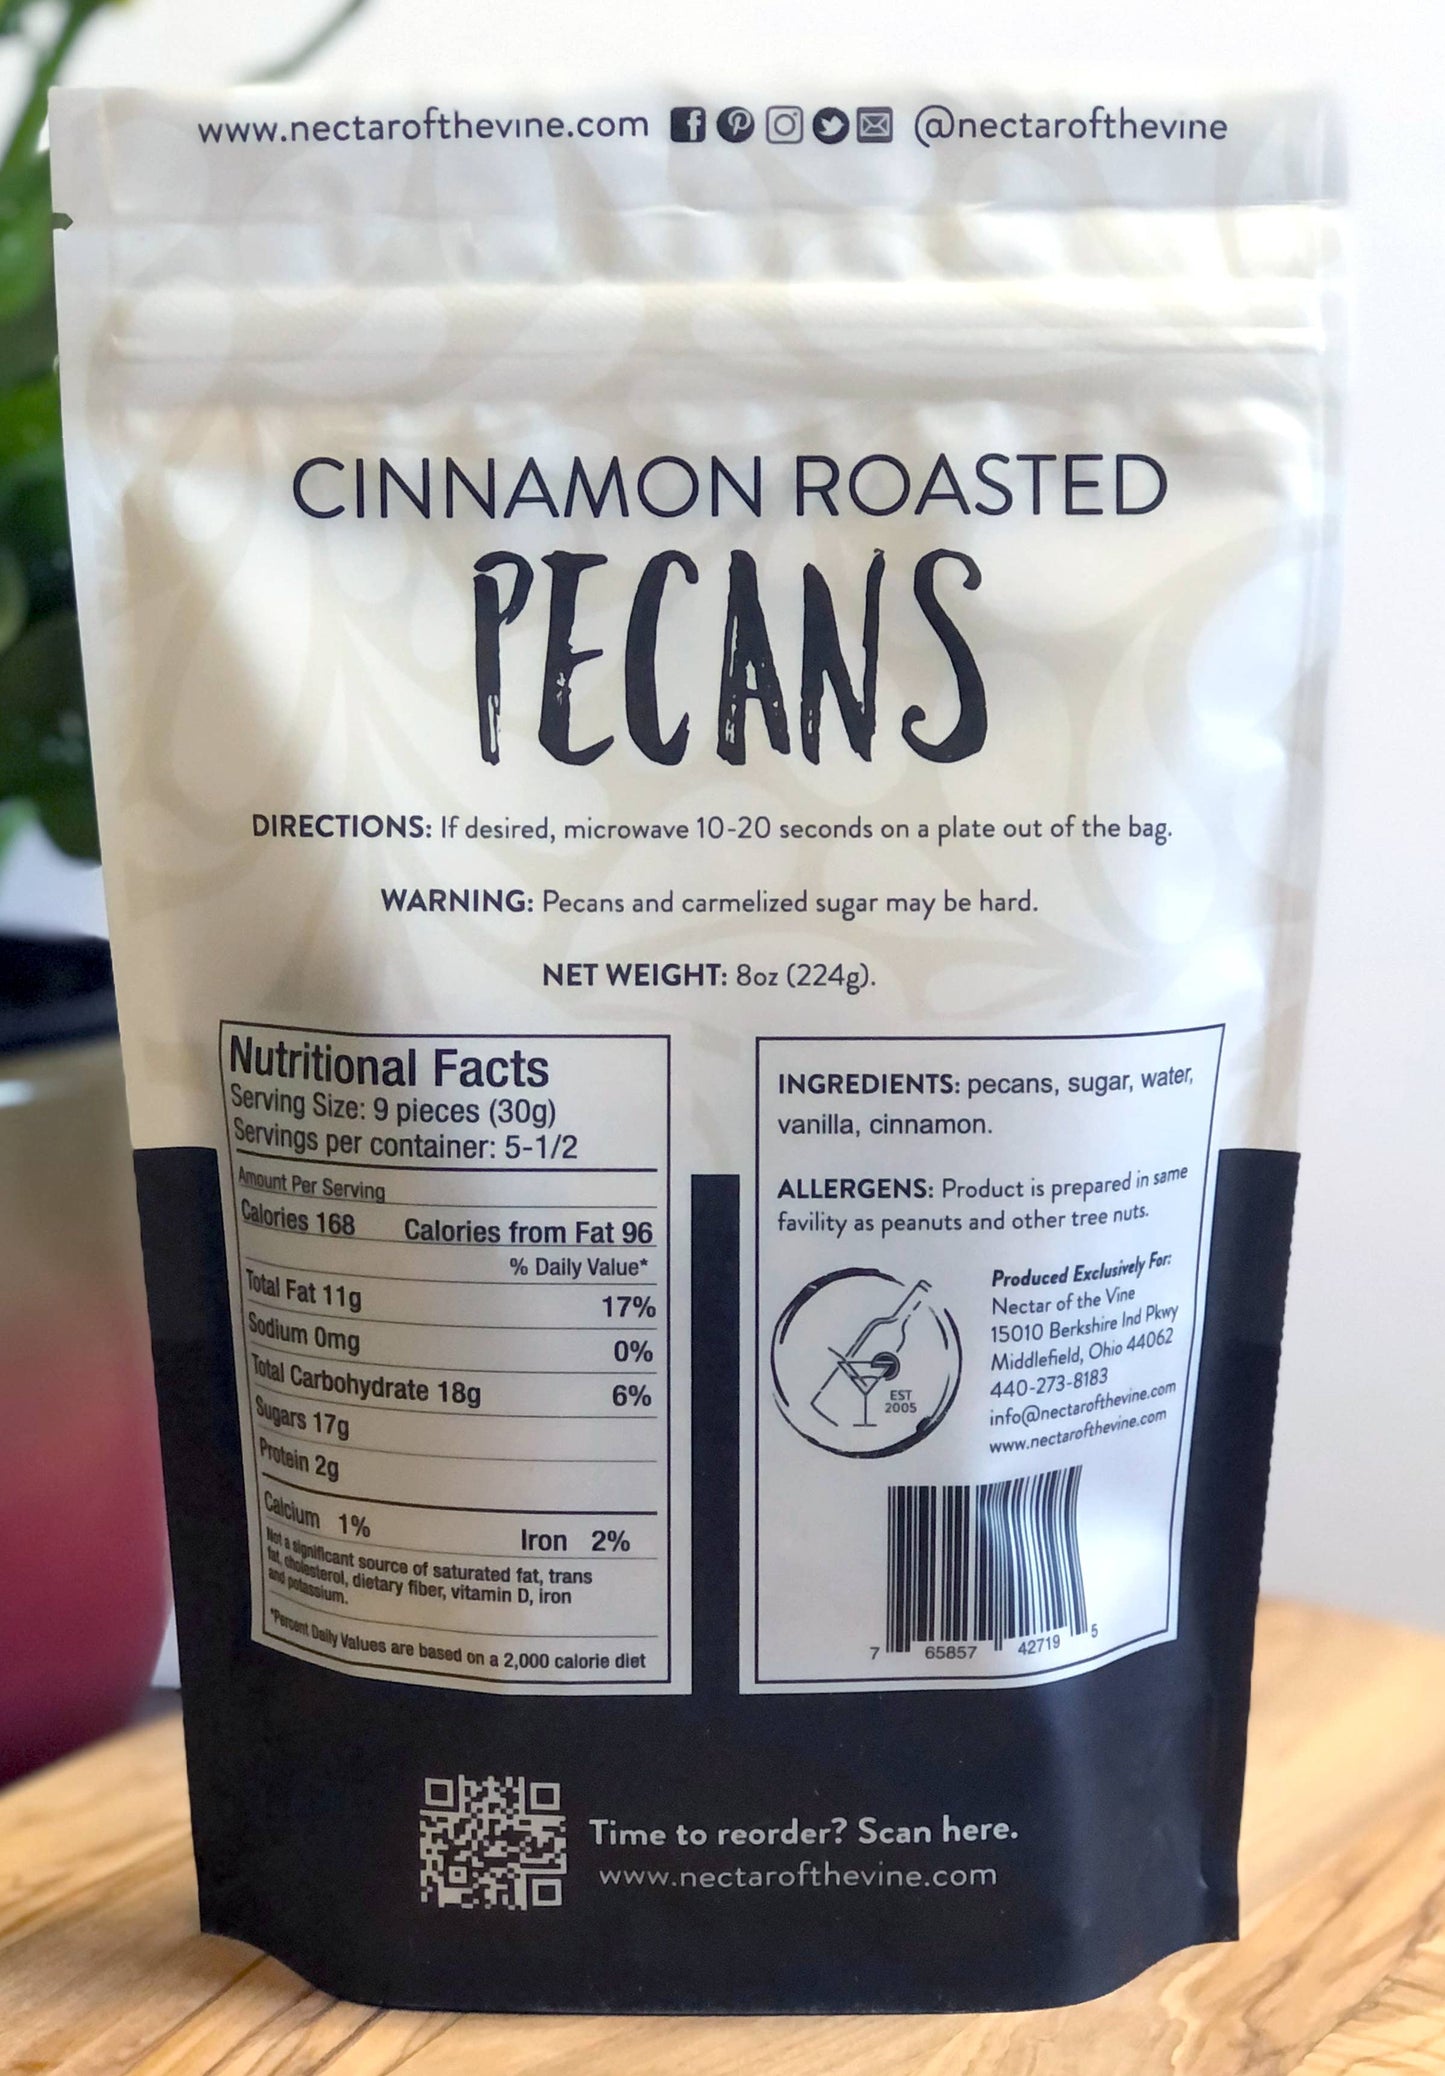 www.nectarofthevine.com @nectarofthevine
CINNAMON ROASTED
PECANS
DIRECTIONS: If desired, microwave 10-20 seconds on a plate out of the bag.
WARNING: Pecans and carmelized sugar may be hard.
NET WEIGHT: 8oz (224g).
Nutritional Facts
Serving Size: 9 pieces (30g)
Servings per container: 5-1/2
Amount Per Serving
Calories 168 Calories from Fat 96
% Daily Value*
Total Fat 11g 17%
Sodium 0mg 0%
Total Carbohydrate 18g 6%
Sugars 17g
Protein 2g
Calcium 1% Iron 2%
Not a significant source of saturated fat, trans
fat, cholesterol, dietary fiber, vitamin D, iron
and potassium.
*Percent Daily Values are based on a 2,000 calorie diet
INGREDIENTS: pecans, sugar, water,
vanilla, cinnamon.
ALLERGENS: Product is prepared in same
favility as peanuts and other tree nuts.
EST
2005
Produced Exclusively For:
Nectar of the Vine
15010 Berkshire Ind Pkwy
Middlefield, Ohio 44062
440-273-8183
info@nectarofthevine.com
www.nectarofthevine.com
7 65857 42719 5
Time to reorder? Scan here.
www.nectarofthevine.com